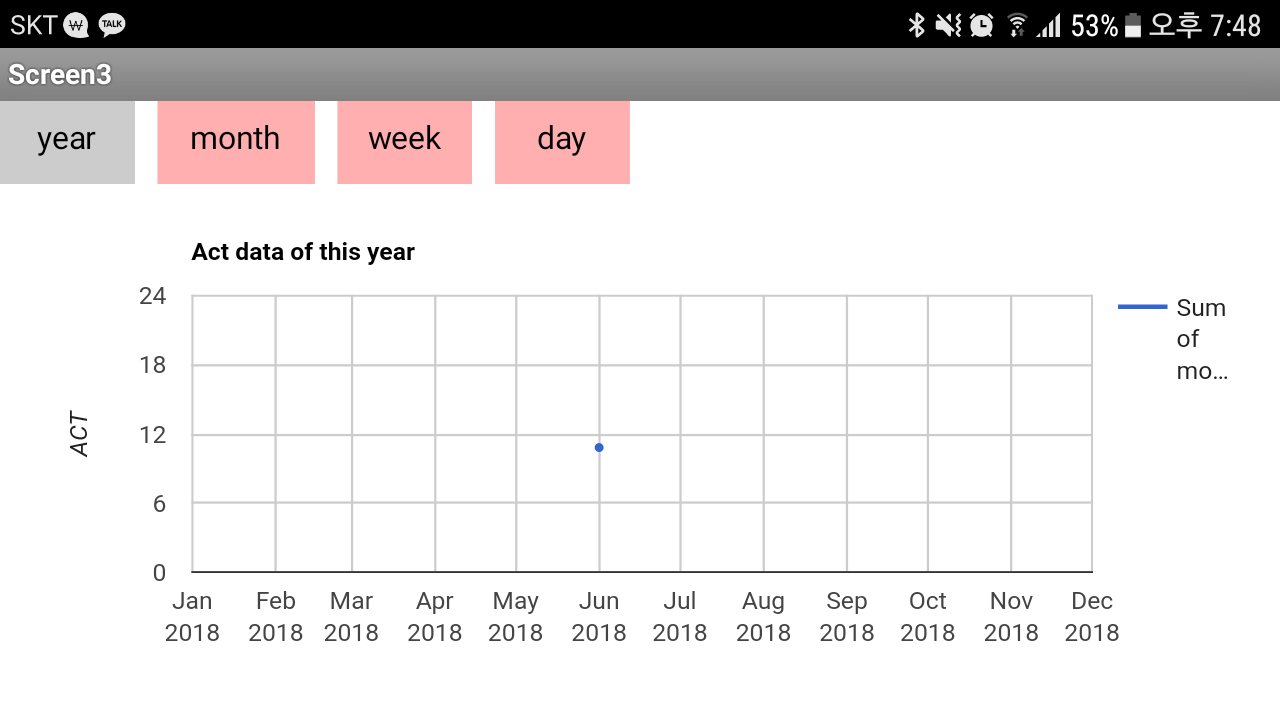 SKT W TALK 53% 오후 7:48
Screen3
year month week day
Act data of this year
24
18
12
6
0
ACT
Sum
of
mo...
Jan Feb Mar Apr May Jun Jul Aug Sep Oct Nov Dec
2018 2018 2018 2018 2018 2018 2018 2018 2018 2018 2018 2018